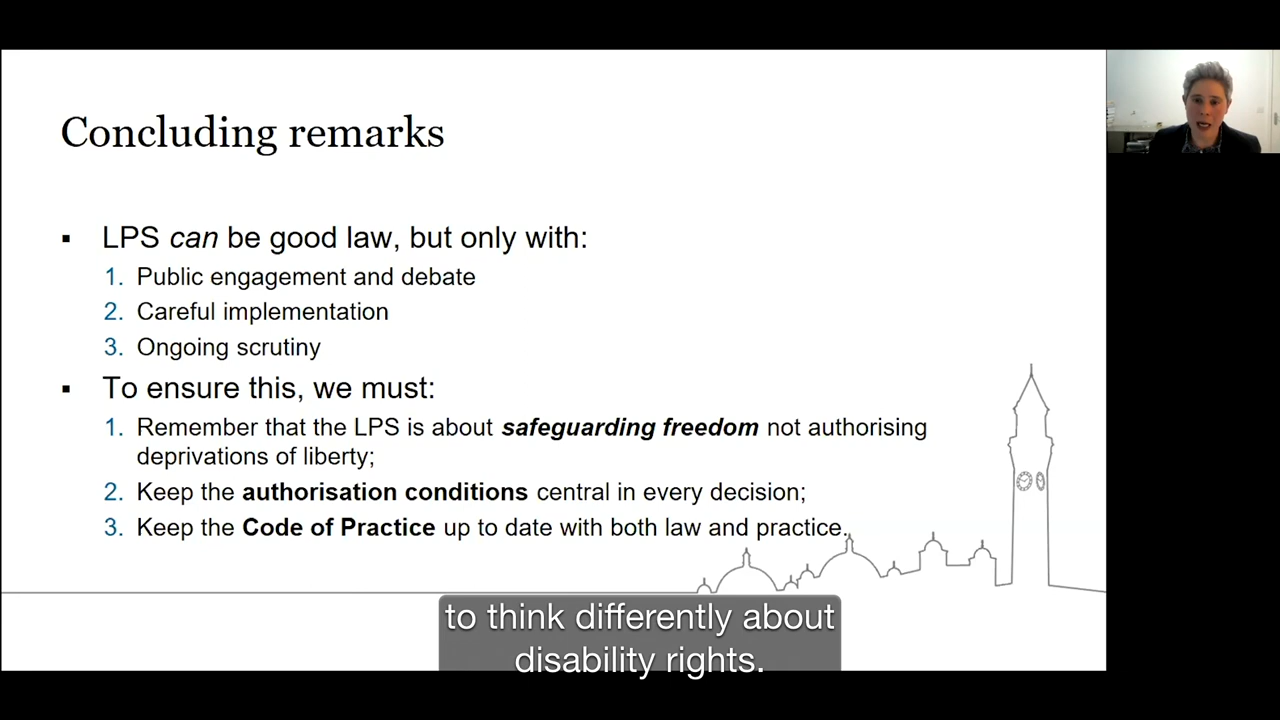 Concluding remarks
▪ LPS can be good law, but only with:
1. Public engagement and debate
2. Careful implementation
3. Ongoing scrutiny
▪ To ensure this, we must:
1. Remember that the LPS is about safeguarding freedom not authorising
deprivations of liberty;
2. Keep the authorisation conditions central in every decision;
3. Keep the Code of Practice up to date with both law and practice.
to think differently about
disability rights.